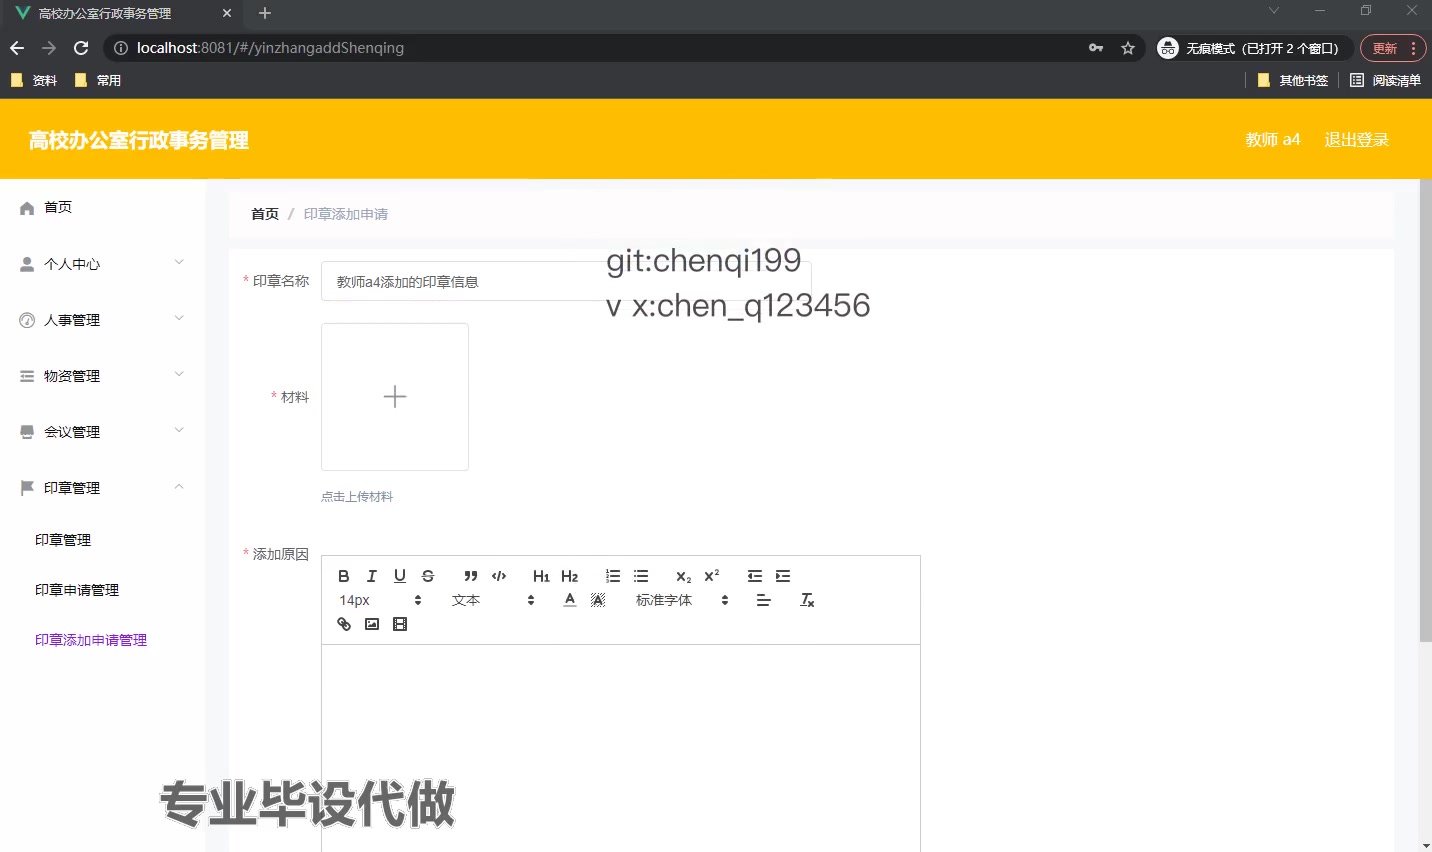 高校办公室行政事务管理
localhost:8081/#/yinzhangaddShenqing
无痕模式（已打开 2 个窗口）
更新
资料
常用
其他书签
阅读清单
高校办公室行政事务管理
教师 a4
退出登录
首页
个人中心
人事管理
物资管理
会议管理
印章管理
印章管理
印章申请管理
印章添加申请管理
首页 / 印章添加申请
git:chenqi199
v x:chen_q123456
* 印章名称
教师a4添加的印章信息
* 材料
点击上传材料
* 添加原因
B I U S ” </> H1 H2 X2 X2
14px
文本
A A
标准字体
Tx
专业毕设代做